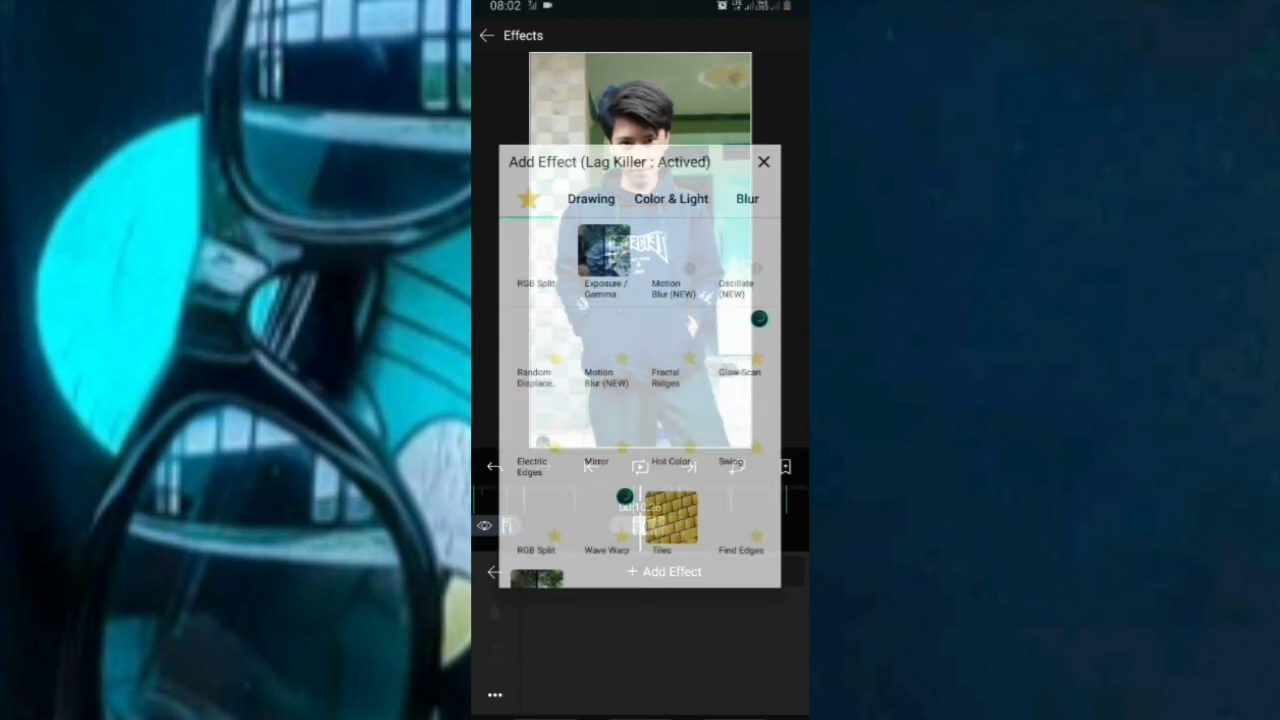 08:02
Effects
Add Effect (Lag Killer : Actived)
Drawing Color & Light Blur
RGB Split Exposure / Gamma Motion Blur (NEW) Oscillate (NEW)
Random Displace.. Motion Blur (NEW) Fractal Ridges Glow Scan
Electric Edges Mirror Hot Color Swing
RGB Split Wave Warp Tiles Find Edges
+ Add Effect